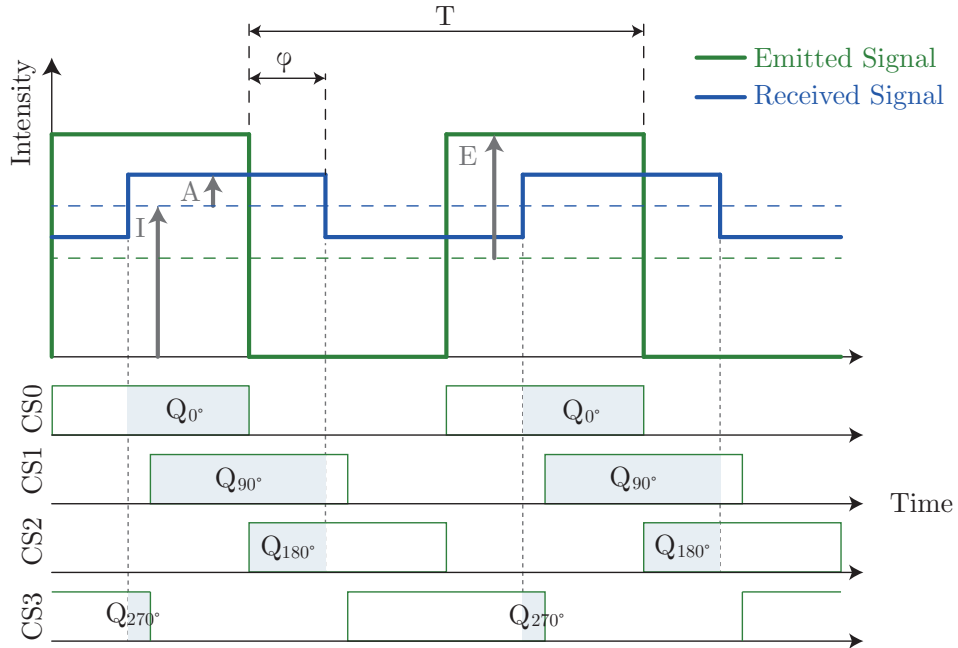 T
φ
Emitted Signal
Received Signal
Intensity
E
A
I
CS0
Q0°
Q0°
CS1
Q90°
Q90°
Time
CS2
Q180°
Q180°
CS3
Q270°
Q270°